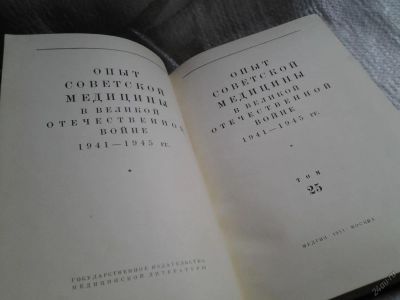 ОПЫТ
СОВЕТСКОЙ
МЕДИЦИНЫ
В ВЕЛИКОЙ
ОТЕЧЕСТВЕННОЙ
ВОЙНЕ
1941—1945 гг.
ГОСУДАРСТВЕННОЕ ИЗДАТЕЛЬСТВО
МЕДИЦИНСКОЙ ЛИТЕРАТУРЫ
ОПЫТ
СОВЕТСКОЙ
МЕДИЦИНЫ
В ВЕЛИКОЙ
ОТЕЧЕСТВЕННОЙ
ВОЙНЕ
1941—1945 гг.
ТОМ
25
МЕДГИЗ · 1951 · МОСКВА